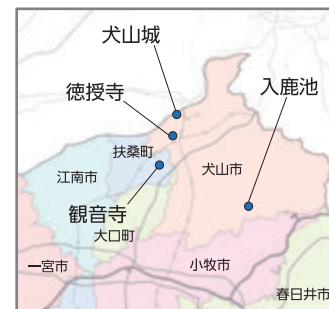 犬山城
徳授寺
入鹿池
扶桑町
江南市
犬山市
観音寺
大口町
一宮市
小牧市
春日井市